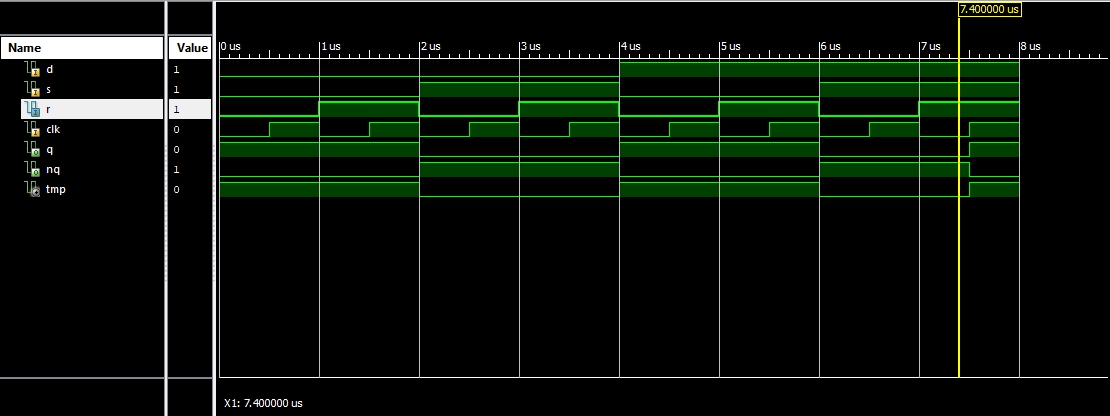 7.400000 us
Name Value 0 us 1 us 2 us 3 us 4 us 5 us 6 us 7 us 8 us
d 1
s 1
r 1
clk 0
q 0
nq 1
tmp 0
X1: 7.400000 us